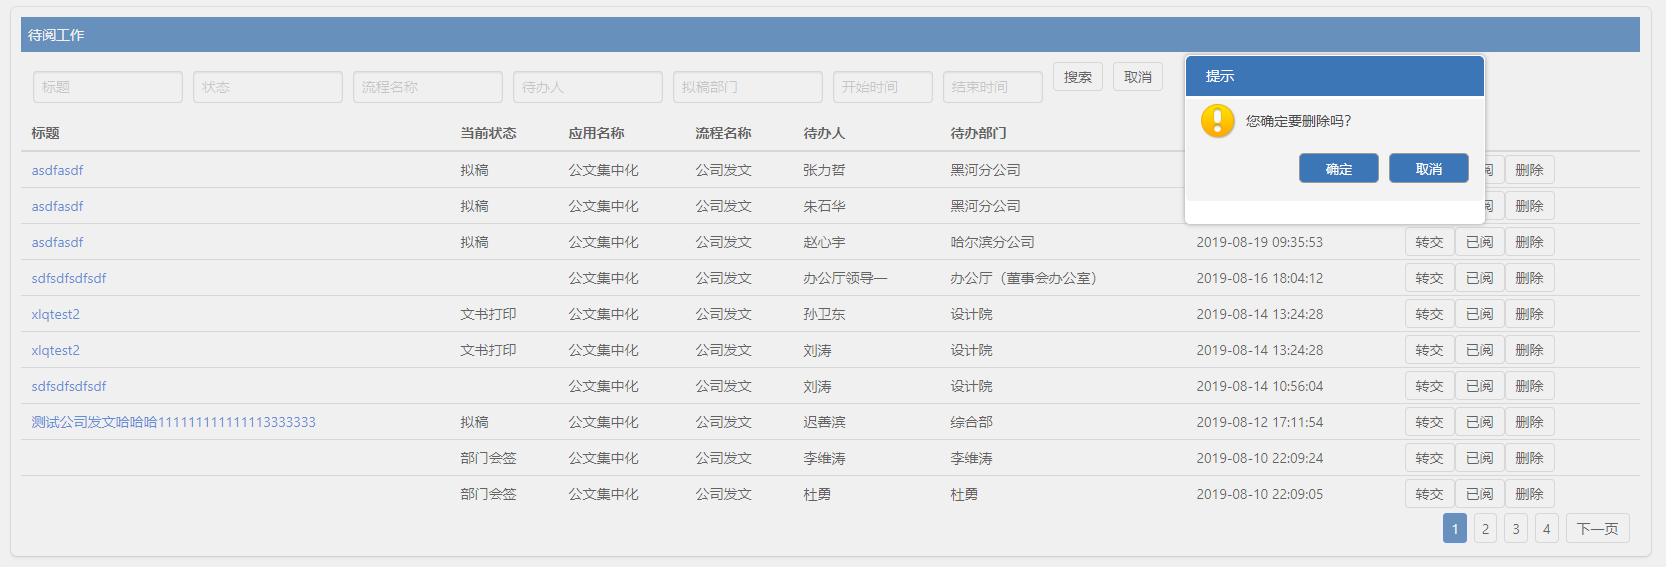 待阅工作
标题 状态 流程名称 待办人 拟稿部门 开始时间 结束时间 搜索 取消
提示
您确定要删除吗?
确定 取消
标题 当前状态 应用名称 流程名称 待办人 待办部门
asdfasdf 拟稿 公文集中化 公司发文 张力哲 黑河分公司 阅 删除
asdfasdf 拟稿 公文集中化 公司发文 朱石华 黑河分公司 阅 删除
asdfasdf 拟稿 公文集中化 公司发文 赵心宇 哈尔滨分公司 2019-08-19 09:35:53 转交 已阅 删除
sdfsdfsdfsdf 公文集中化 公司发文 办公厅领导一 办公厅（董事会办公室） 2019-08-16 18:04:12 转交 已阅 删除
xlqtest2 文书打印 公文集中化 公司发文 孙卫东 设计院 2019-08-14 13:24:28 转交 已阅 删除
xlqtest2 文书打印 公文集中化 公司发文 刘涛 设计院 2019-08-14 13:24:28 转交 已阅 删除
sdfsdfsdfsdf 公文集中化 公司发文 刘涛 设计院 2019-08-14 10:56:04 转交 已阅 删除
测试公司发文哈哈哈111111111111113333333 拟稿 公文集中化 公司发文 迟善滨 综合部 2019-08-12 17:11:54 转交 已阅 删除
部门会签 公文集中化 公司发文 李维涛 李维涛 2019-08-10 22:09:24 转交 已阅 删除
部门会签 公文集中化 公司发文 杜勇 杜勇 2019-08-10 22:09:05 转交 已阅 删除
1 2 3 4 下一页